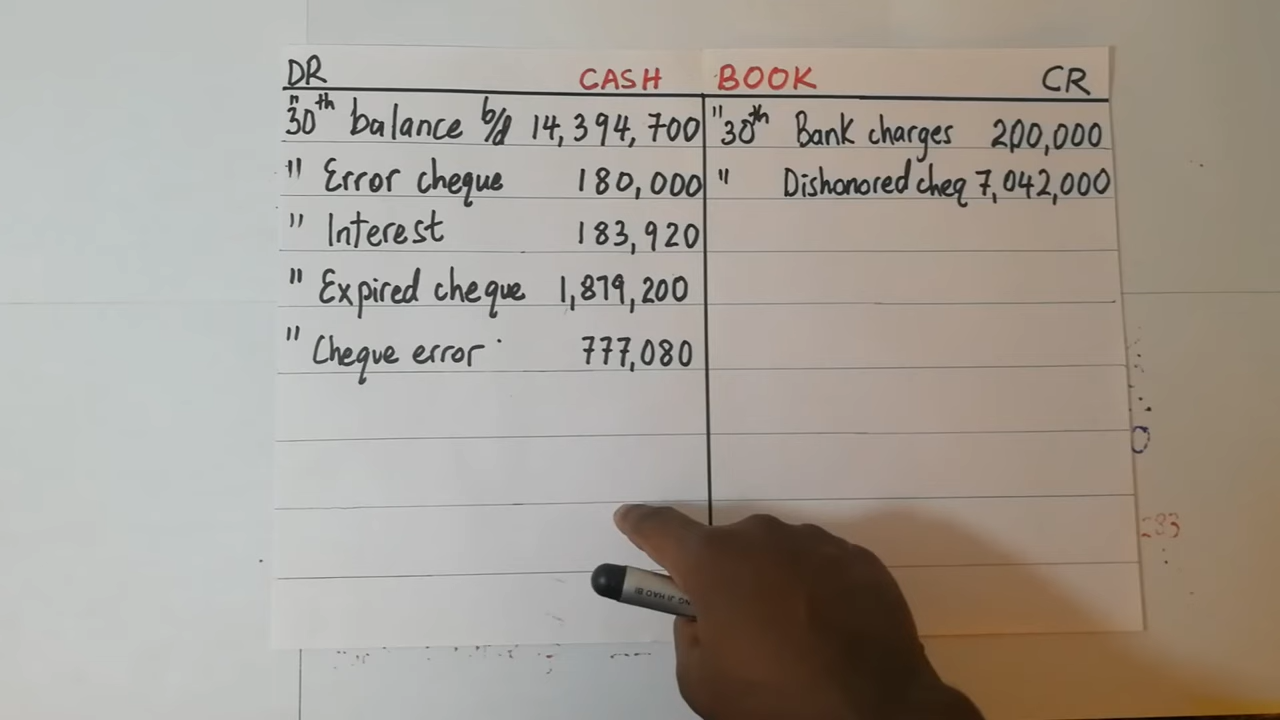 DR CASH BOOK CR
"30th balance b/d 14,394,700 "30th Bank charges 200,000
" Error cheque 180,000 " Dishonored cheq 7,042,000
" Interest 183,920
" Expired cheque 1,879,200
" Cheque error 777,080